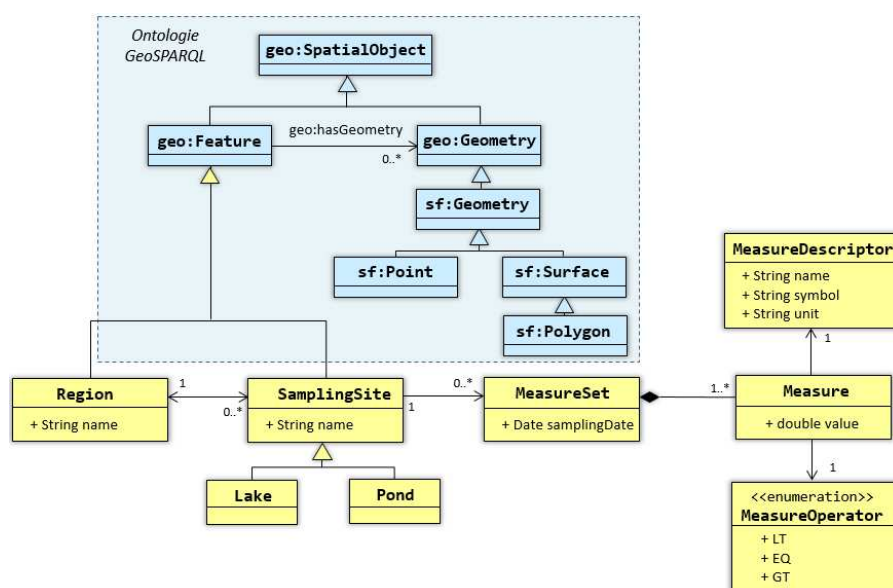 Ontologie
GeoSPARQL
geo:SpatialObject
geo:Feature
geo:hasGeometry
0..*
geo:Geometry
sf:Geometry
sf:Point
sf:Surface
sf:Polygon
MeasureDescriptor
+ String name
+ String symbol
+ String unit
1
Region
+ String name
1
0..*
SamplingSite
+ String name
1
0..*
MeasureSet
+ Date samplingDate
1..*
Measure
+ double value
Lake
Pond
1
<<enumeration>>
MeasureOperator
+ LT
+ EQ
+ GT